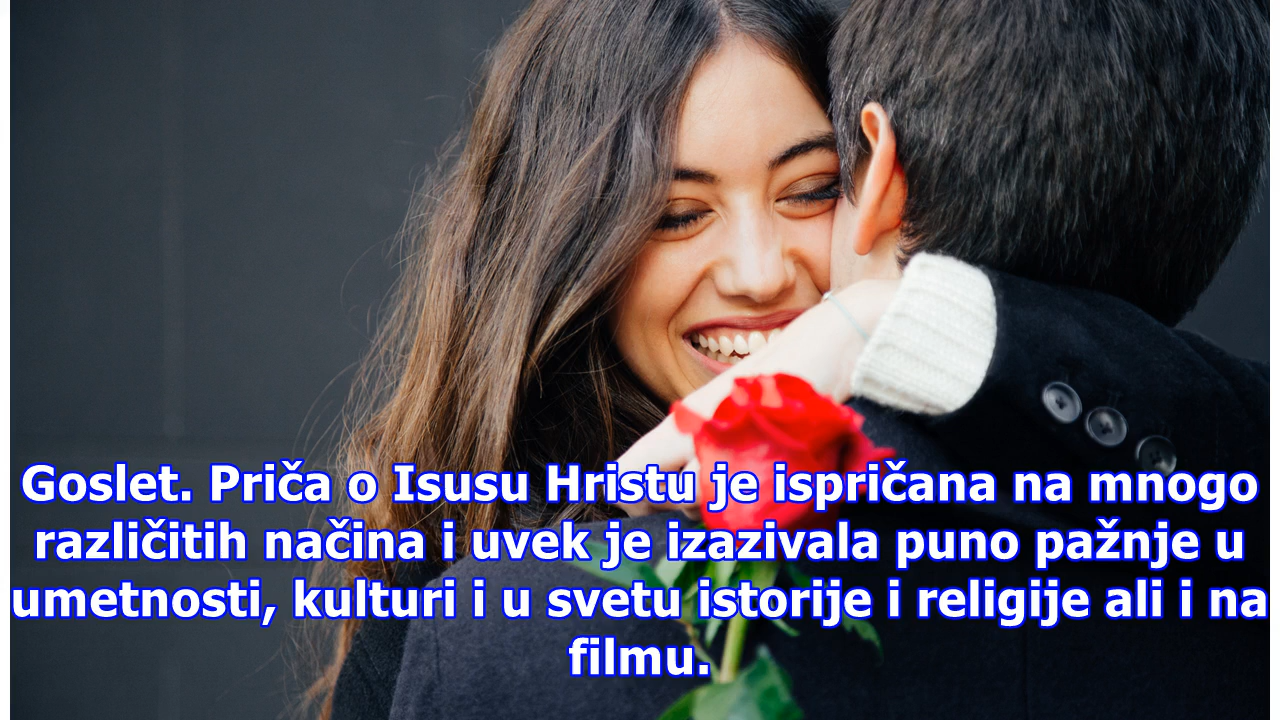 Goslet. Priča o Isusu Hristu je ispričana na mnogo
različitih načina i uvek je izazivala puno pažnje u
umetnosti, kulturi i u svetu istorije i religije ali i na
filmu.